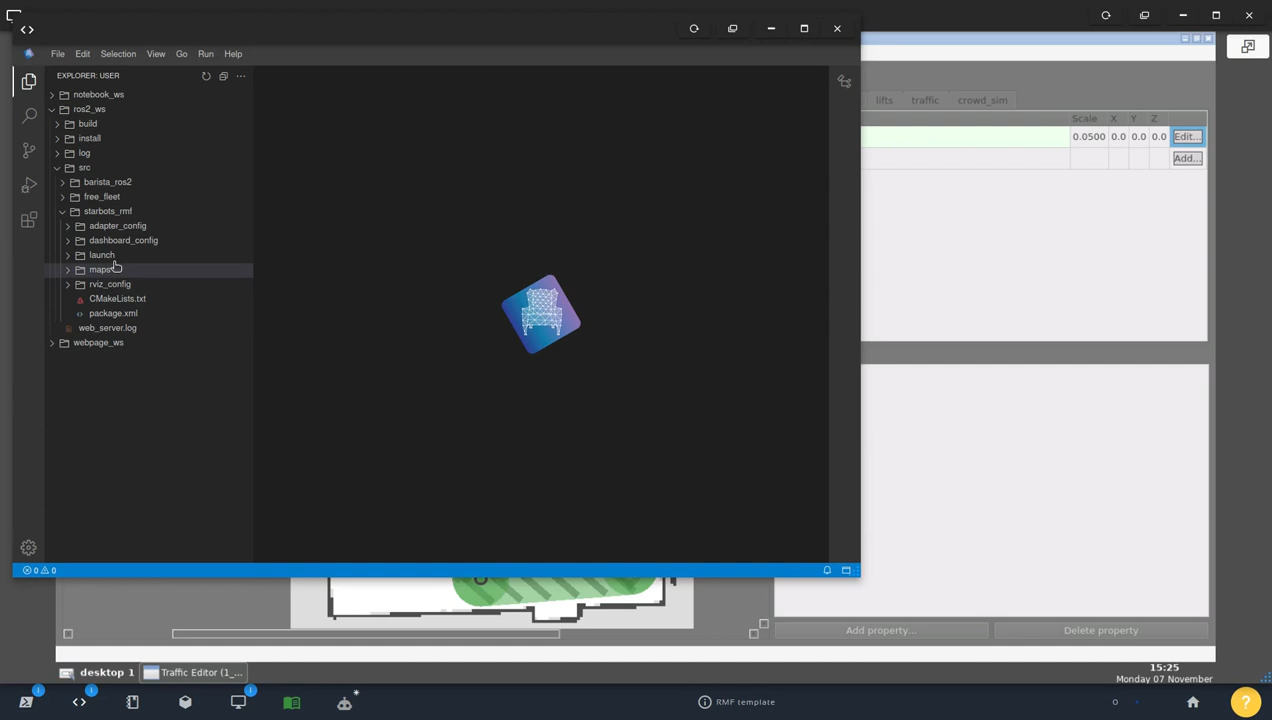 File Edit Selection View Go Run Help
EXPLORER: USER
notebook_ws
ros2_ws
build
install
log
src
barista_ros2
free_fleet
starbots_rmf
adapter_config
dashboard_config
launch
maps
rviz_config
CMakeLists.txt
package.xml
web_server.log
webpage_ws
0 0
lifts traffic crowd_sim
Scale X Y Z
0.0500 0.0 0.0 0.0 Edit...
Add...
Add property... Delete property
desktop 1 Traffic Editor (1_...
15:25
Monday 07 November
RMF template